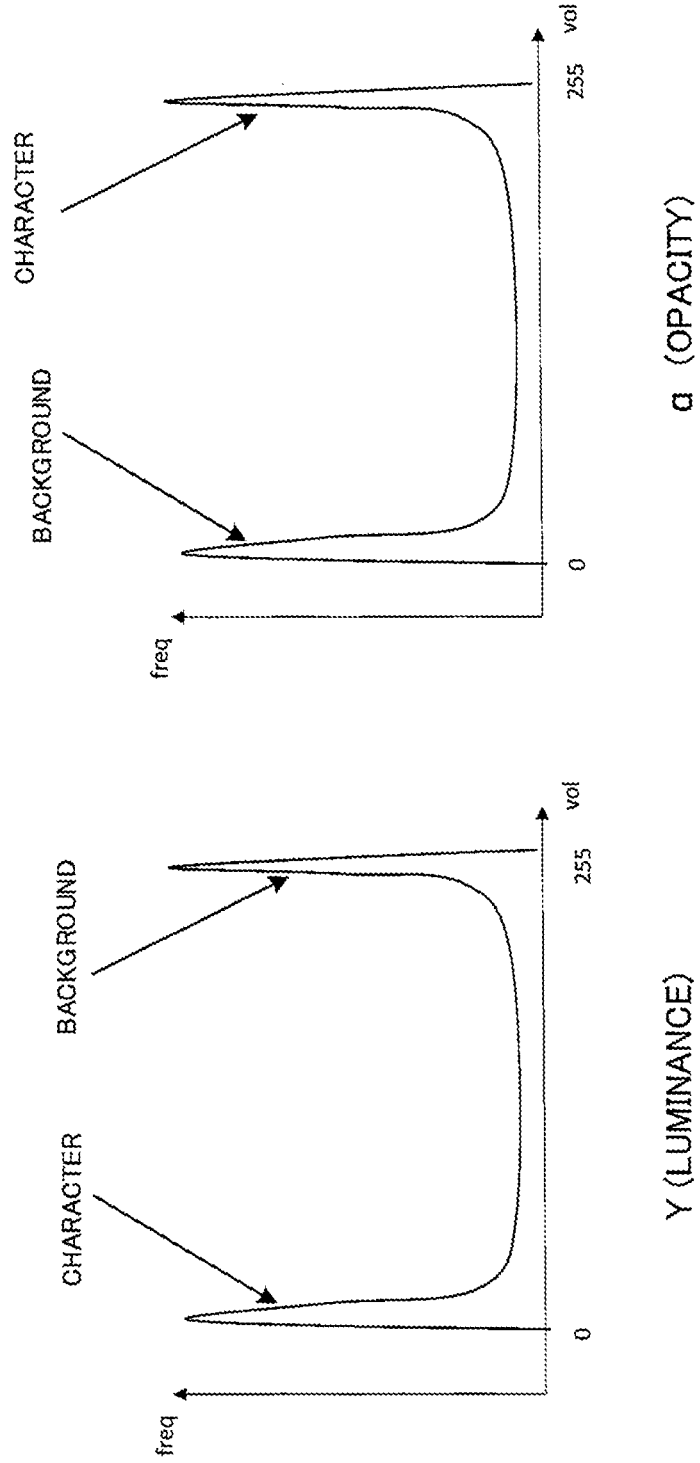 freq
CHARACTER
BACKGROUND
0
255
vol
Y (LUMINANCE)
freq
BACKGROUND
CHARACTER
0
255
vol
α (OPACITY)